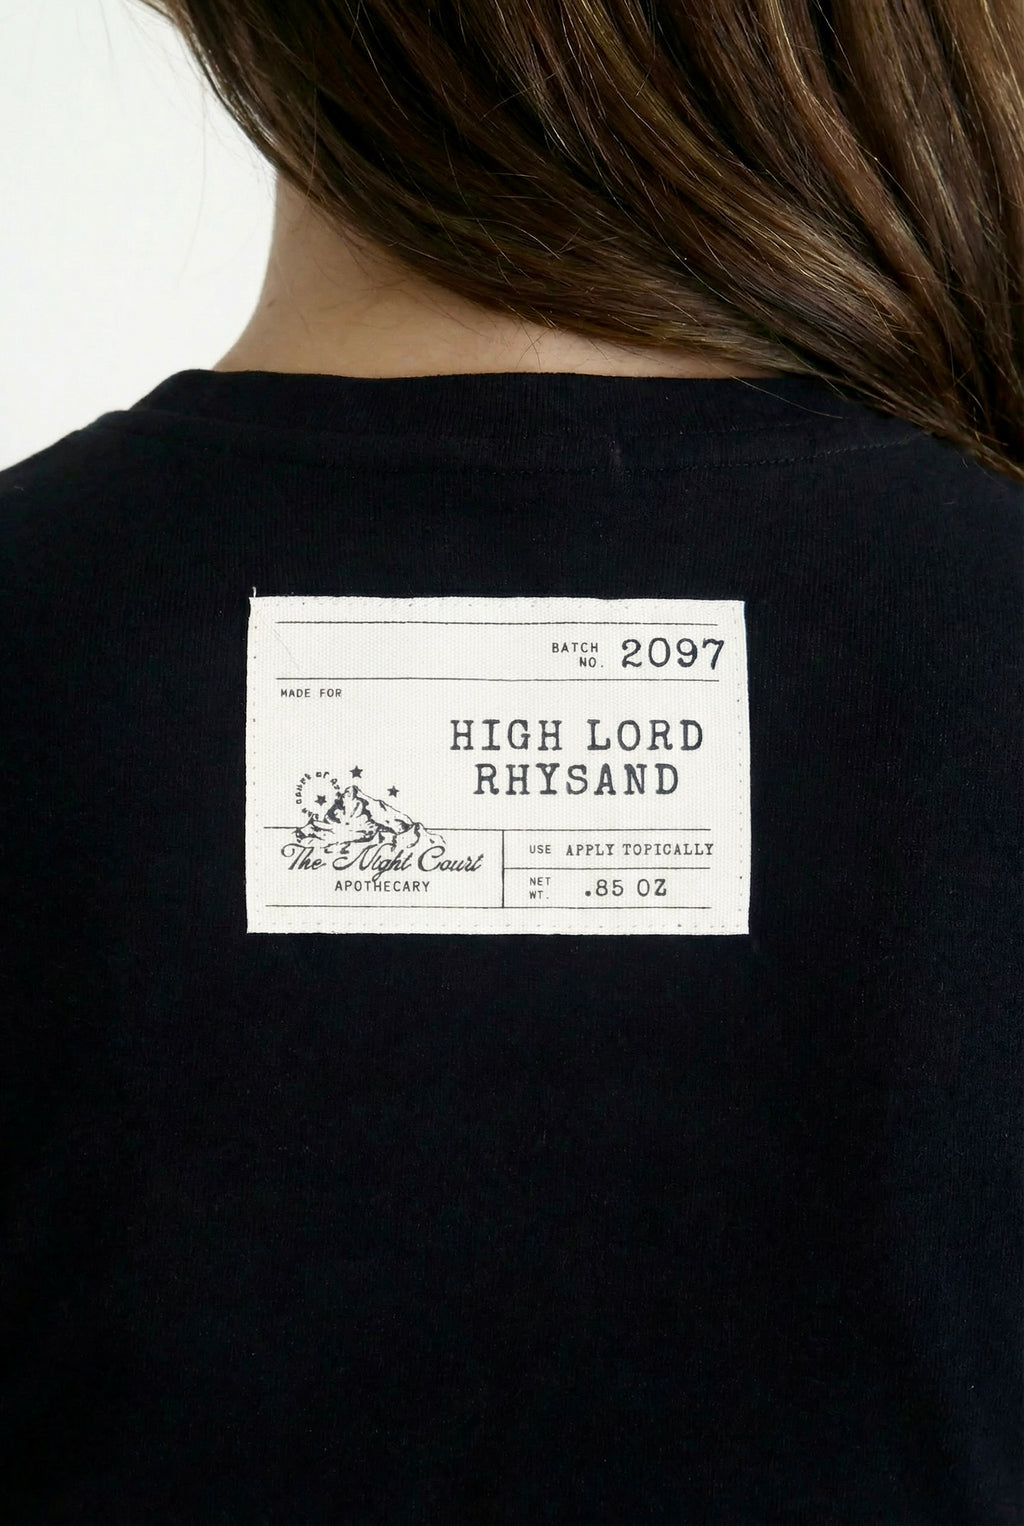 BATCH
NO. 2097
MADE FOR
HIGH LORD
RHYSAND
The Night Court
APOTHECARY
USE APPLY TOPICALLY
NET
WT. .85 OZ